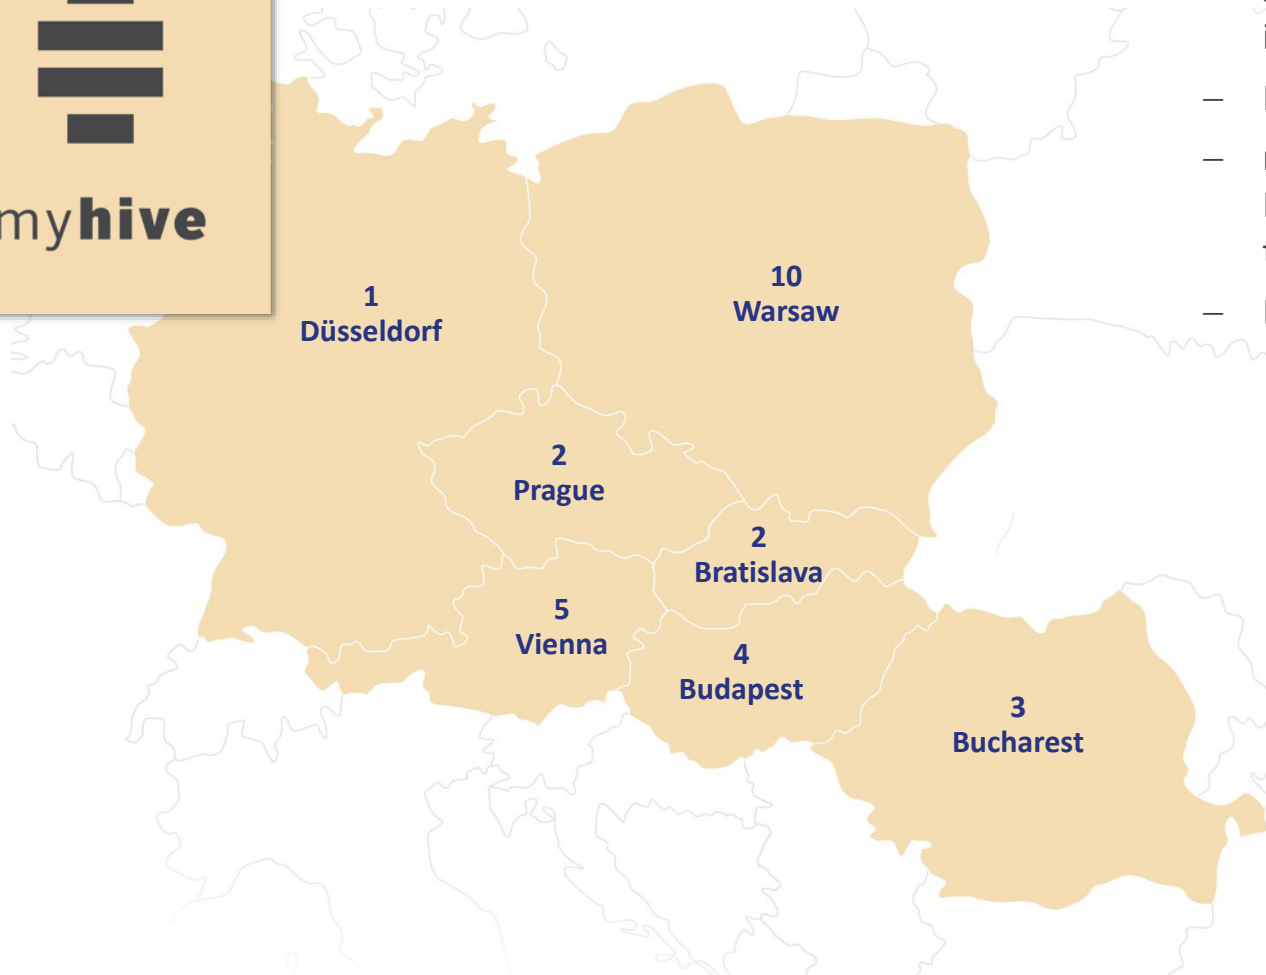 myhive
1
Düsseldorf
10
Warsaw
2
Prague
2
Bratislava
5
Vienna
4
Budapest
3
Bucharest